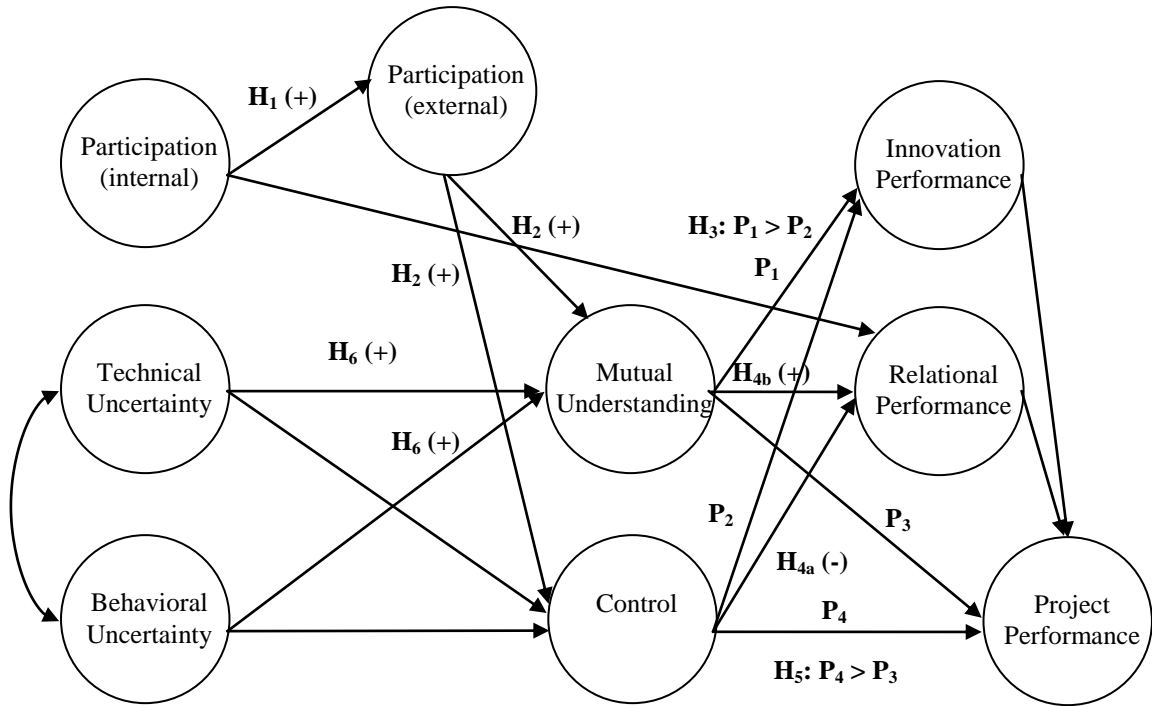 Participation
(external)
H₁ (+)
Participation
(internal)
Innovation
Performance
H₂ (+)
H₃: P₁ > P₂
H₂ (+)
P₁
H₆ (+)
Technical
Uncertainty
Mutual
Understanding
H₄b (+)
Relational
Performance
H₆ (+)
P₂
P₃
H₄a (-)
Behavioral
Uncertainty
Control
P₄
Project
Performance
H₅: P₄ > P₃